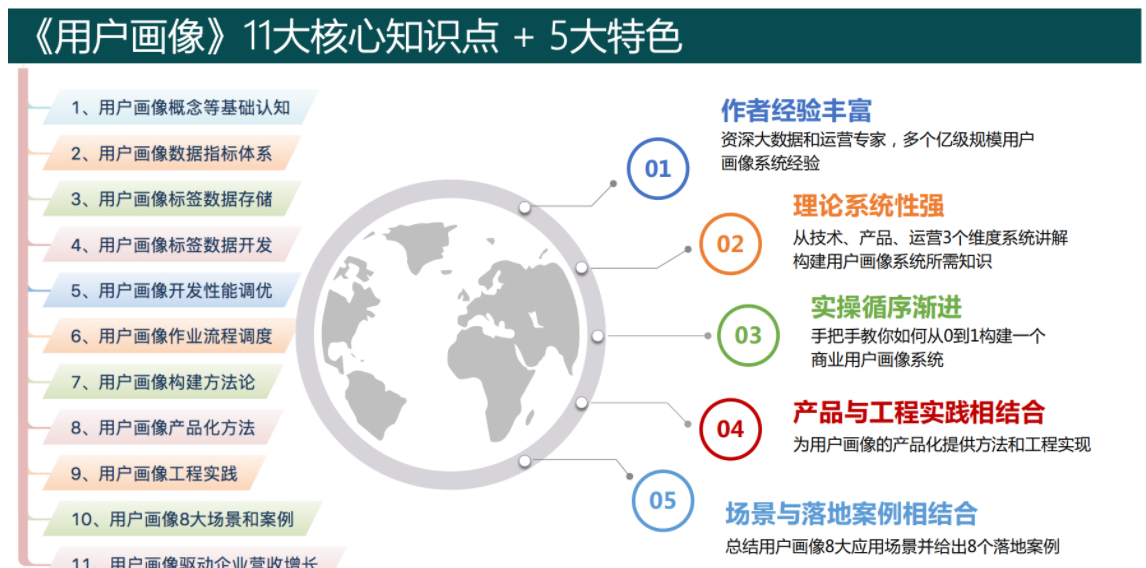 《用户画像》11大核心知识点 + 5大特色
1、用户画像概念等基础认知
2、用户画像数据指标体系
3、用户画像标签数据存储
4、用户画像标签数据开发
5、用户画像开发性能调优
6、用户画像作业流程调度
7、用户画像构建方法论
8、用户画像产品化方法
9、用户画像工程实践
10、用户画像8大场景和案例
11、用户画像驱动企业营收增长
01
作者经验丰富
资深大数据和运营专家，多个亿级规模用户
画像系统经验
02
理论系统性强
从技术、产品、运营3个维度系统讲解
构建用户画像系统所需知识
03
实操循序渐进
手把手教你如何从0到1构建一个
商业用户画像系统
04
产品与工程实践相结合
为用户画像的产品化提供方法和工程实现
05
场景与落地案例相结合
总结用户画像8大应用场景并给出8个落地案例